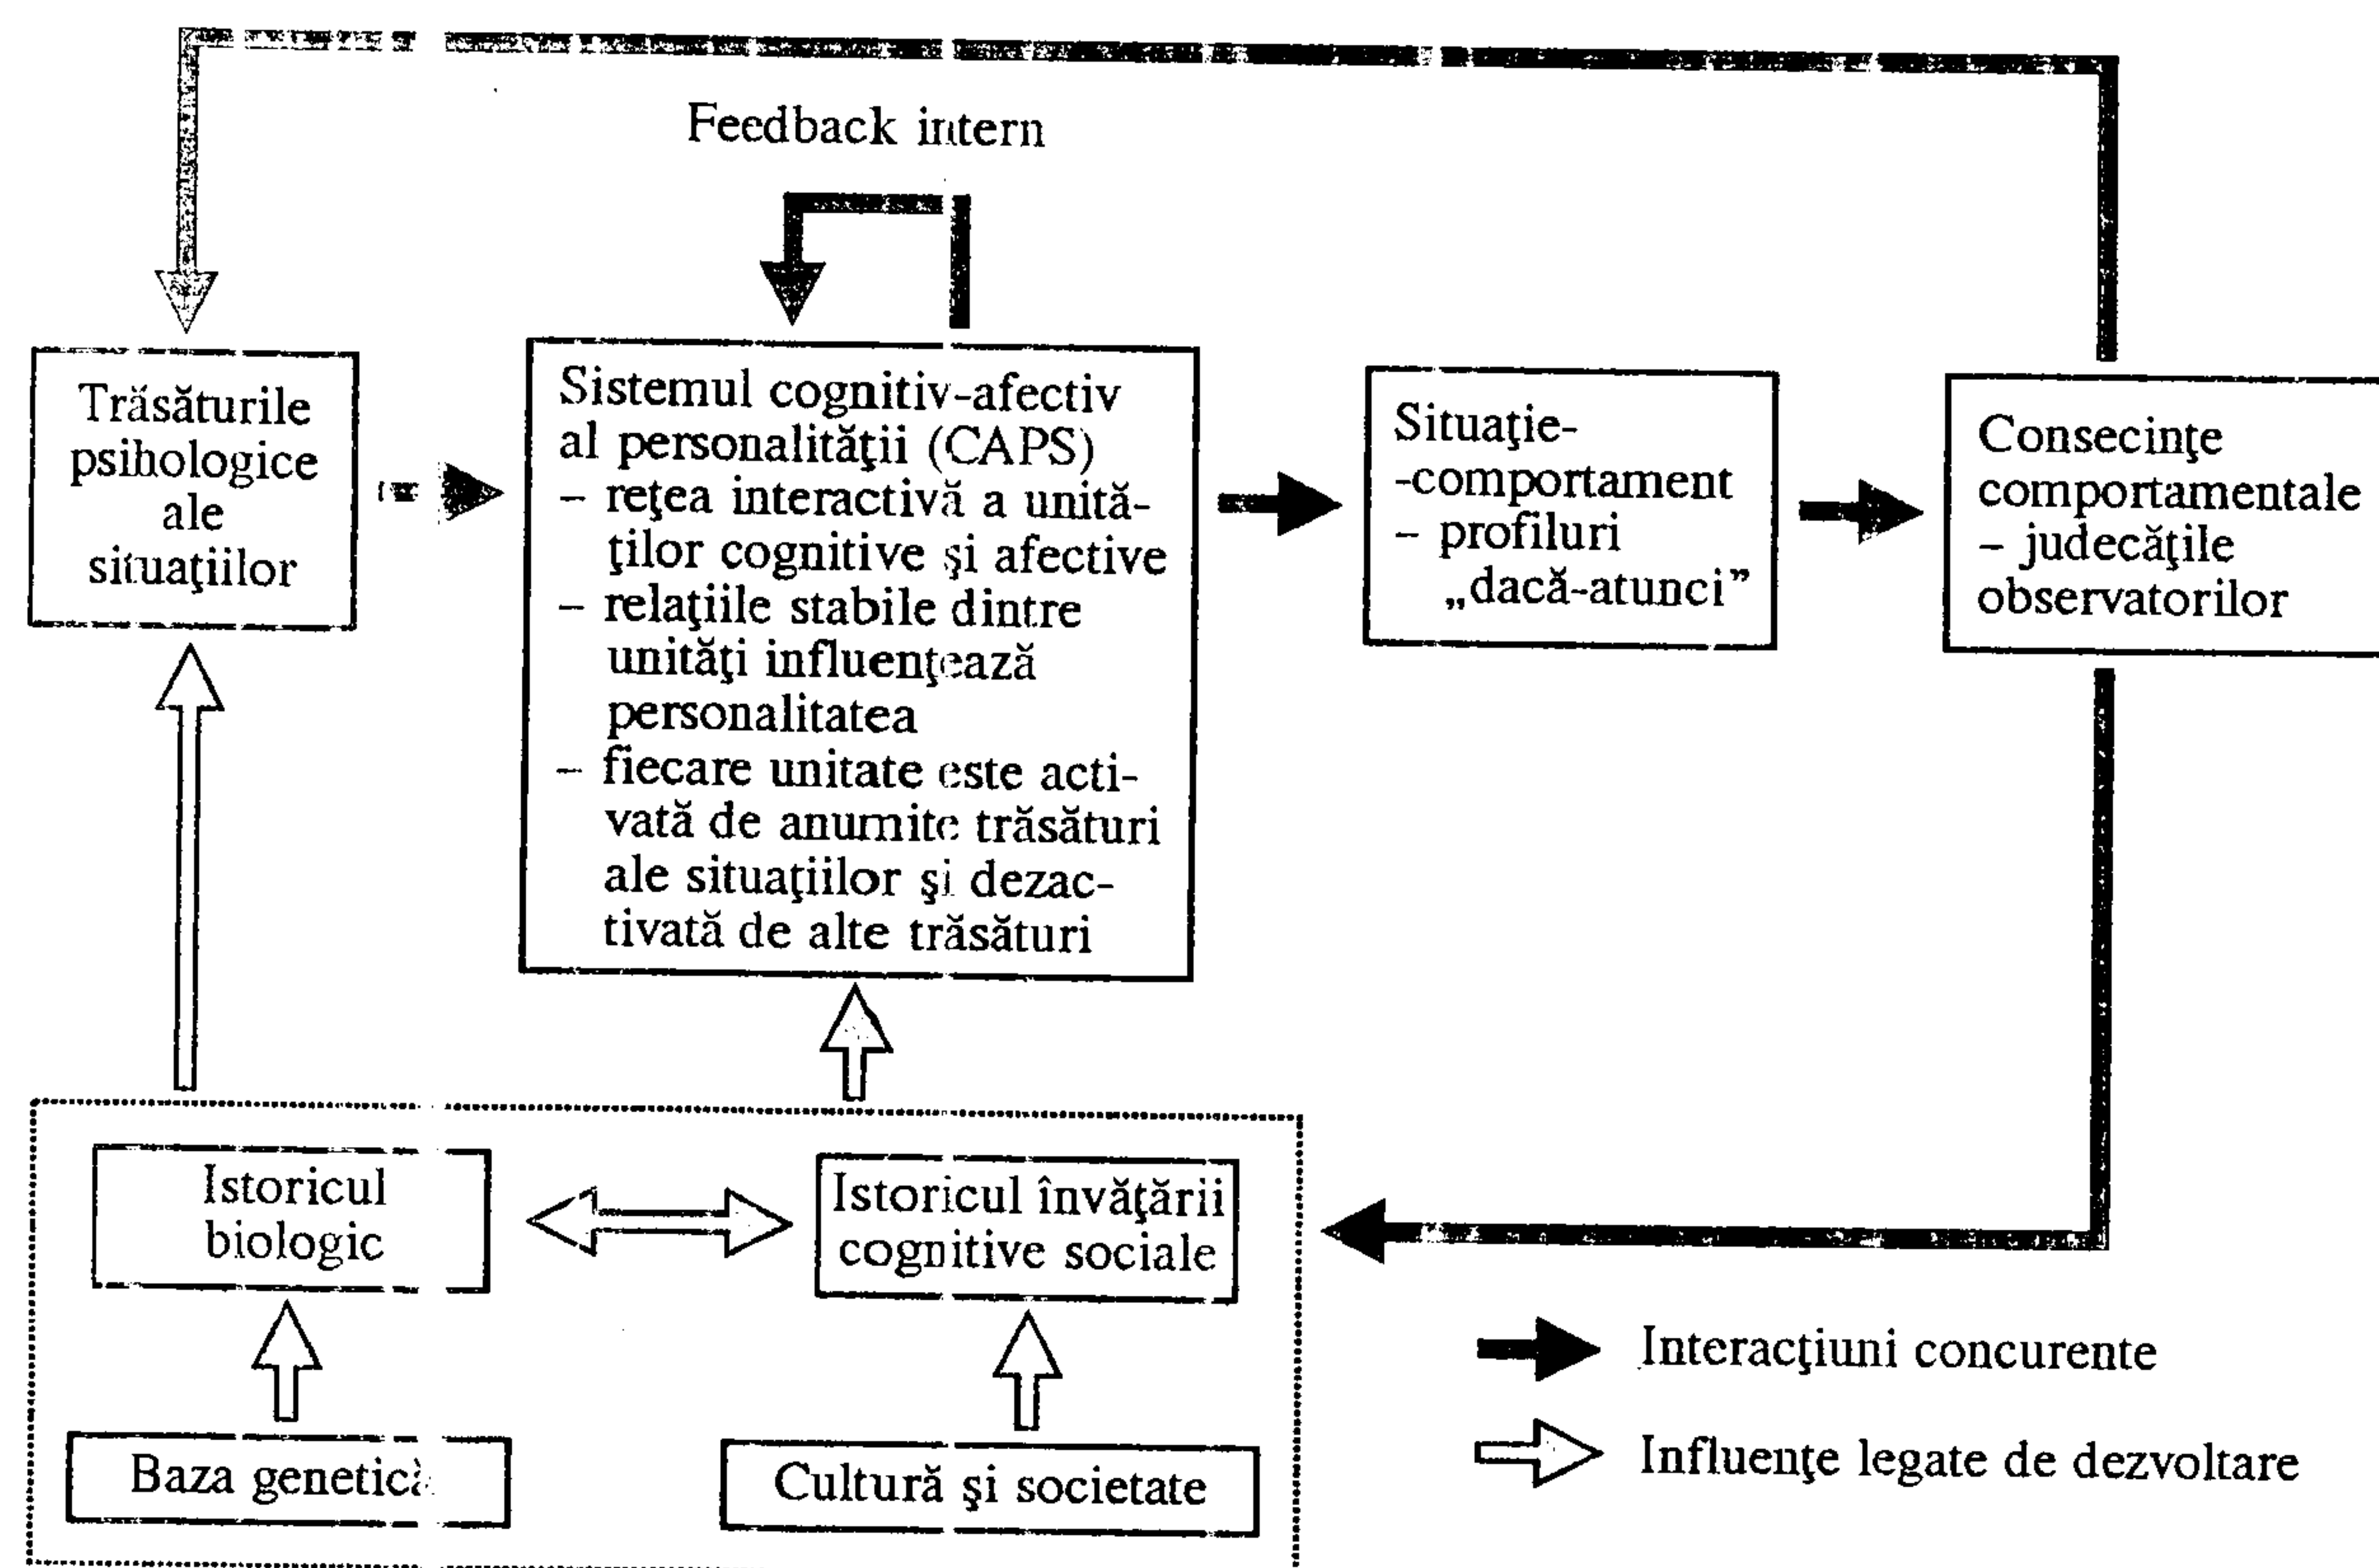 Feedback intern
Trăsăturile
psihologice
ale
situaţiilor
Sistemul cognitiv-afectiv
al personalităţii (CAPS)
– reţea interactivă a unită-
ţilor cognitive şi afective
– relaţiile stabile dintre
unităţi influenţează
personalitatea
– fiecare unitate este acti-
vată de anumite trăsături
ale situaţiilor şi dezac-
tivată de alte trăsături
Situaţie-
-comportament
– profiluri
„dacă-atunci”
Consecinţe
comportamentale
– judecăţile
observatorilor
Istoricul
biologic
Istoricul învăţării
cognitive sociale
Baza genetică
Cultură şi societate
Interacţiuni concurente
Influenţe legate de dezvoltare